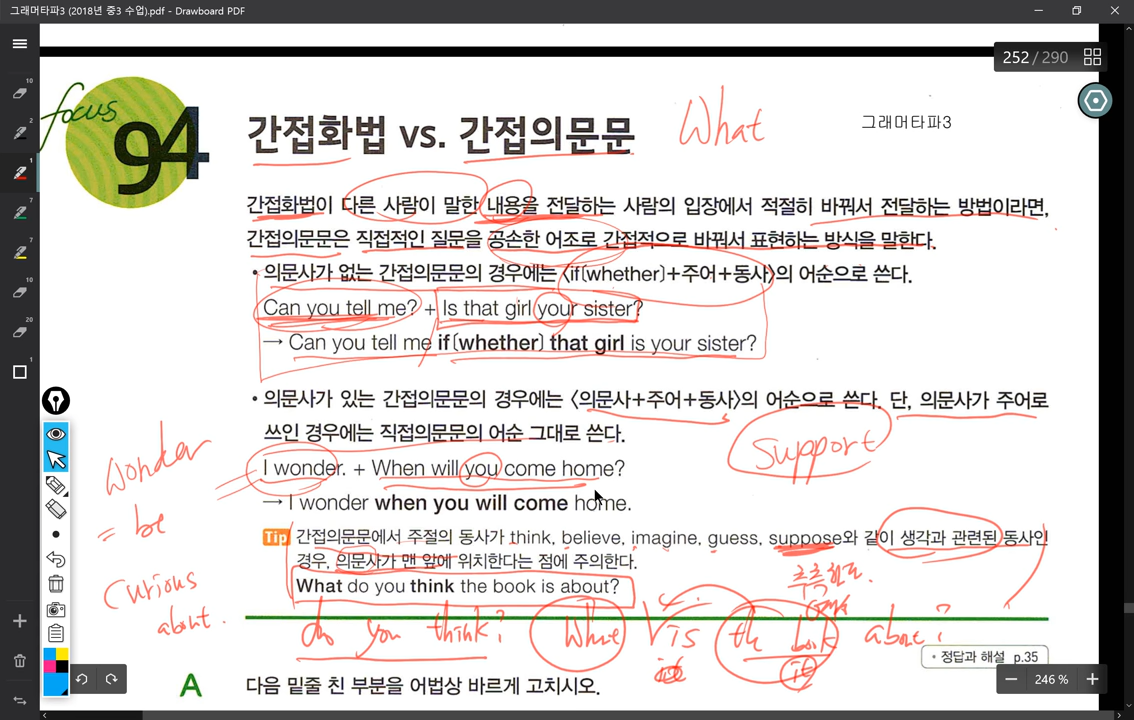 그래머타파3 (2018년 중3 수업).pdf - Drawboard PDF
252 / 290
focus
94
간접화법 vs. 간접의문문
What
그래머타파3
간접화법이 다른 사람이 말한 내용을 전달하는 사람의 입장에서 적절히 바꿔서 전달하는 방법이라면,
간접의문문은 직접적인 질문을 공손한 어조로 간접적으로 바꿔서 표현하는 방식을 말한다.
• 의문사가 없는 간접의문문의 경우에는 〈if(whether)+주어+동사〉의 어순으로 쓴다.
Can you tell me? + Is that girl your sister?
→ Can you tell me if(whether) that girl is your sister?
• 의문사가 있는 간접의문문의 경우에는 〈의문사+주어+동사〉의 어순으로 쓴다. 단, 의문사가 주어로
쓰인 경우에는 직접의문문의 어순 그대로 쓴다.
support
I wonder. + When will you come home?
→ I wonder when you will come home.
wonder
= be
curious
about.
Tip 간접의문문에서 주절의 동사가 think, believe, imagine, guess, suppose와 같이 생각과 관련된 동사인
경우, 의문사가 맨 앞에 위치한다는 점에 주의한다.
What do you think the book is about?
do you think? What is the book about?
it
• 정답과 해설 p.35
246 %
A 다음 밑줄 친 부분을 어법상 바르게 고치시오.
10
2
1
7
7
10
20
1